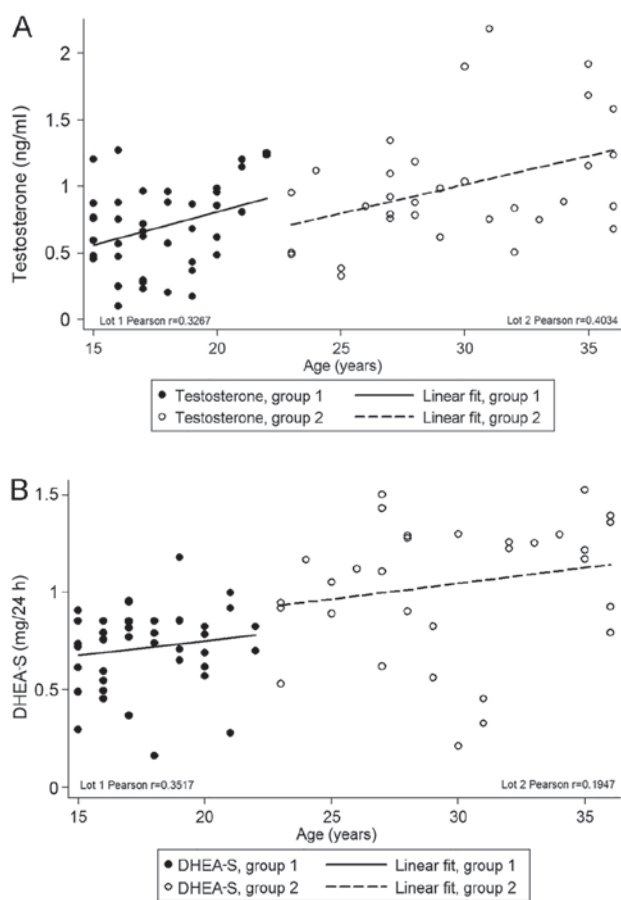 A
Testosterone (ng/ml)
2
1.5
1
0.5
0
Lot 1 Pearson r=0.3267
Lot 2 Pearson r=0.4034
15 20 25 30 35
Age (years)
Testosterone, group 1 Linear fit, group 1
Testosterone, group 2 Linear fit, group 2
B
DHEA-S (mg/24 h)
1.5
1
0.5
0
Lot 1 Pearson r=0.3517
Lot 2 Pearson r=0.1947
15 20 25 30 35
Age (years)
DHEA-S, group 1 Linear fit, group 1
DHEA-S, group 2 Linear fit, group 2